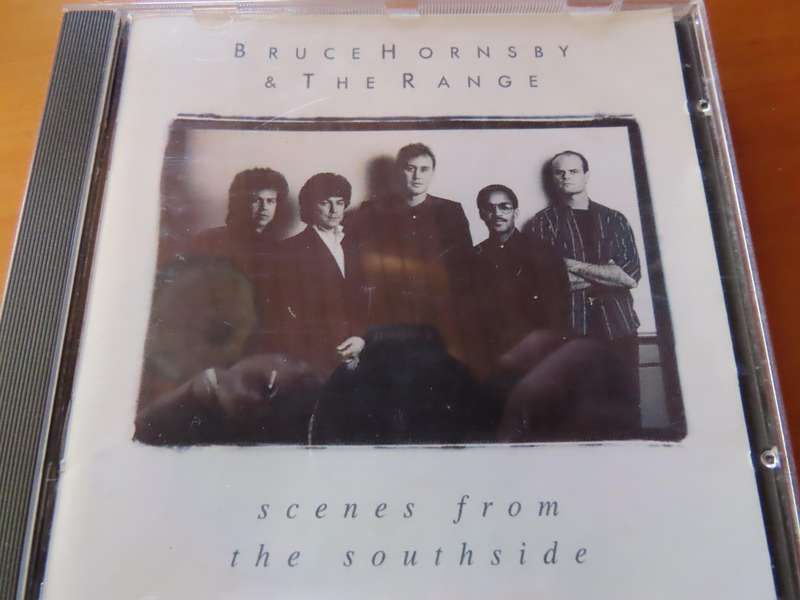 BRUCE HORNSBY
& THE RANGE
scenes from
the southside